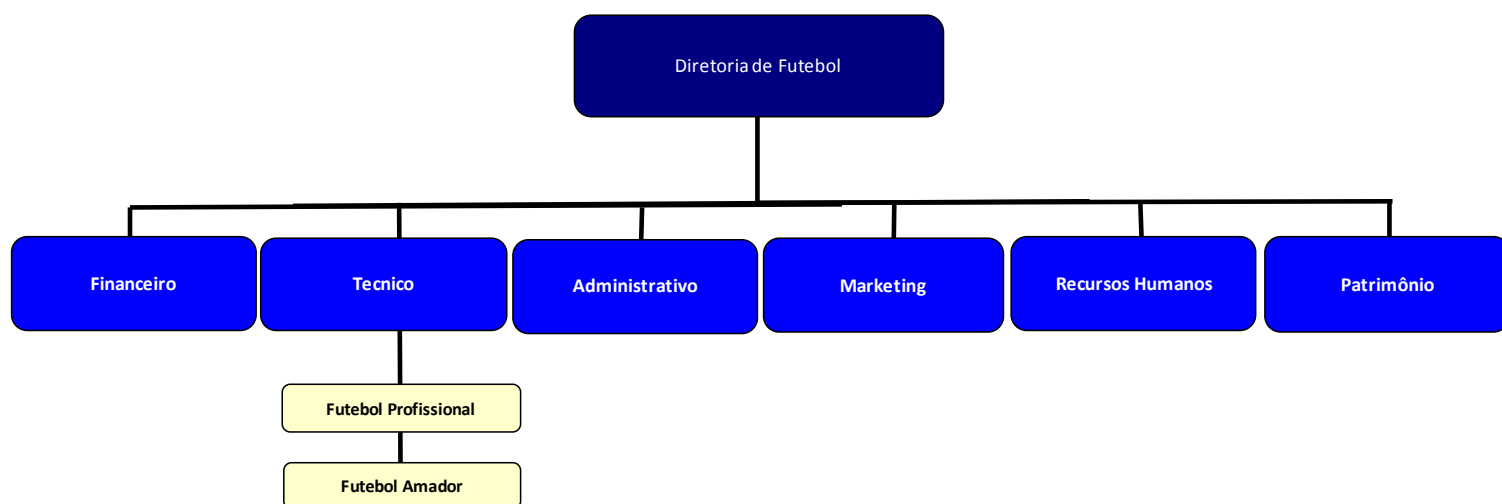 Diretoria de Futebol
Financeiro
Tecnico
Administrativo
Marketing
Recursos Humanos
Patrimônio
Futebol Profissional
Futebol Amador